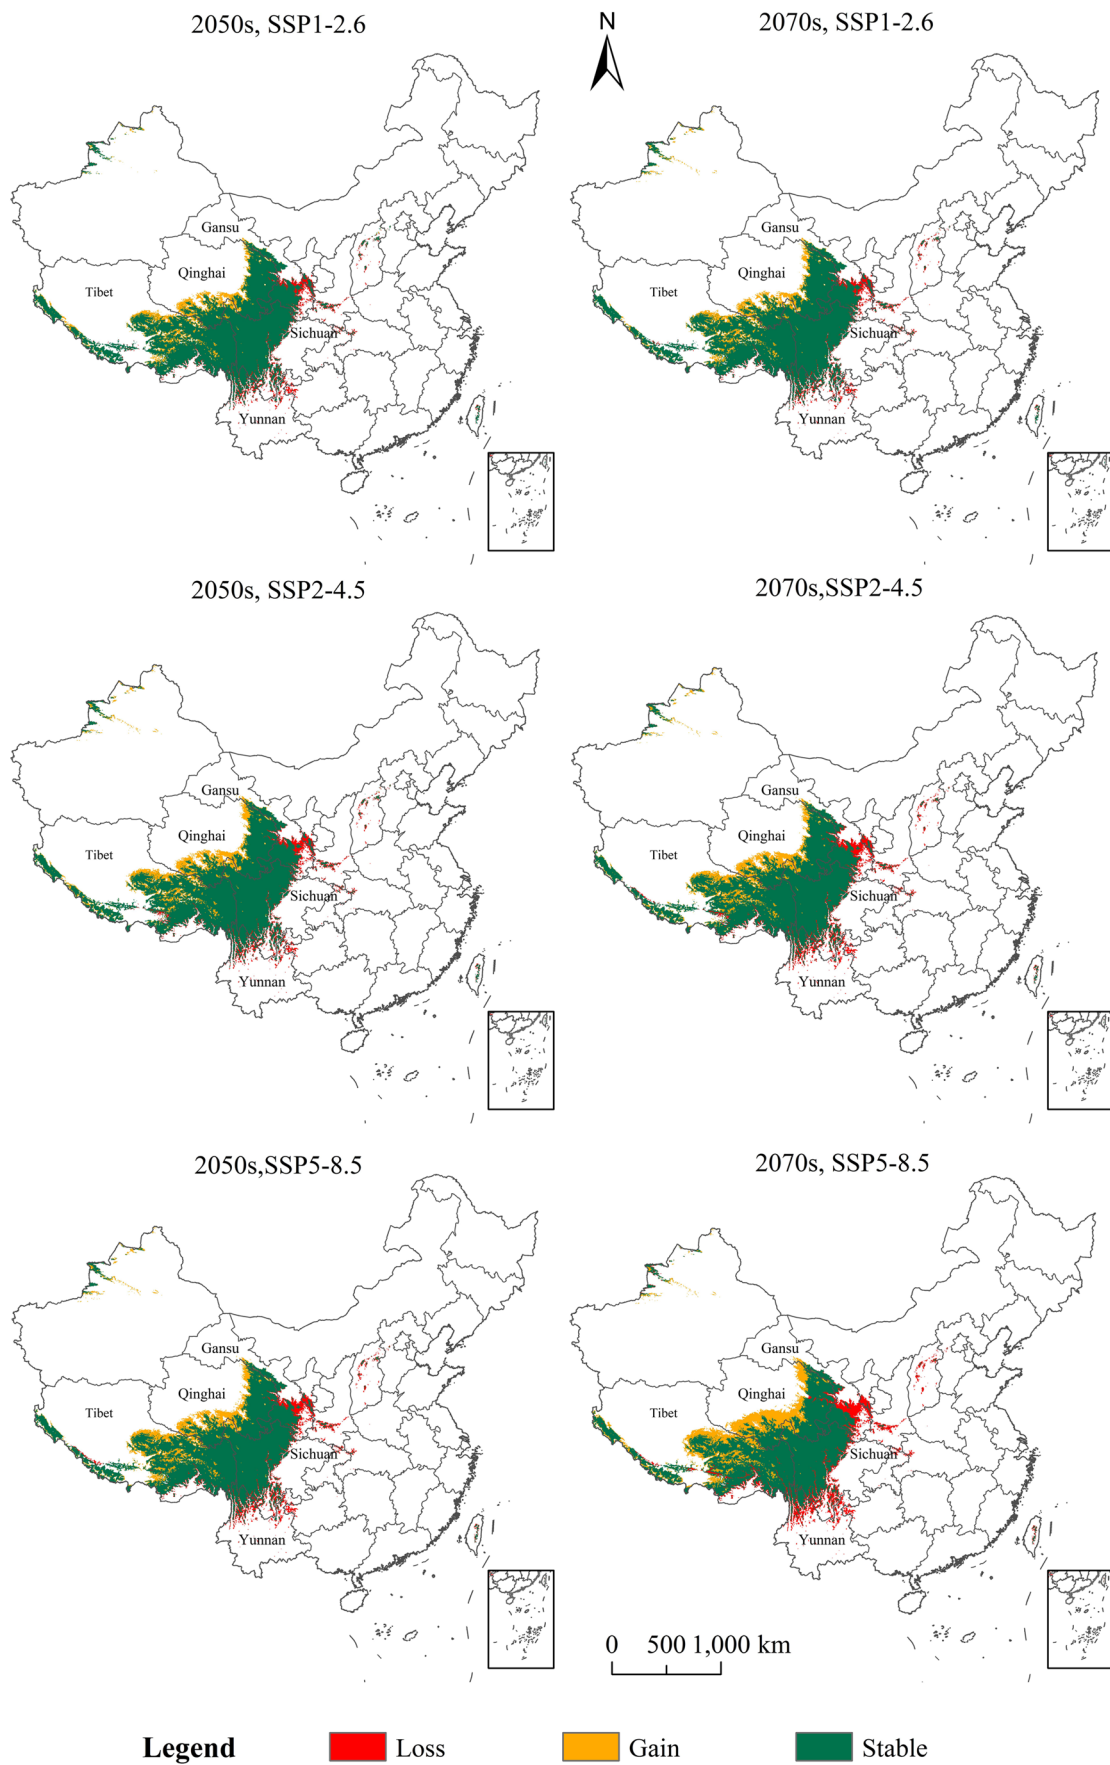 2050s, SSP1-2.6
N
2070s, SSP1-2.6
Gansu
Qinghai
Tibet
Sichuan
Yunnan
Gansu
Qinghai
Tibet
Sichuan
Yunnan
2050s, SSP2-4.5
2070s,SSP2-4.5
Gansu
Qinghai
Tibet
Sichuan
Yunnan
Gansu
Qinghai
Tibet
Sichuan
Yunnan
2050s,SSP5-8.5
2070s, SSP5-8.5
Gansu
Qinghai
Tibet
Sichuan
Yunnan
Gansu
Qinghai
Tibet
Sichuan
Yunnan
0 500 1,000 km
Legend Loss Gain Stable